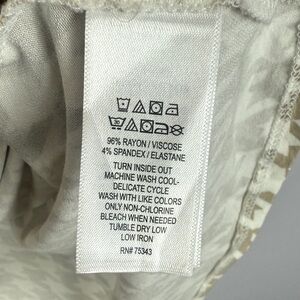 96% RAYON / VISCOSE
4% SPANDEX / ELASTANE
TURN INSIDE OUT
MACHINE WASH COOL-
DELICATE CYCLE
WASH WITH LIKE COLORS
ONLY NON-CHLORINE
BLEACH WHEN NEEDED
TUMBLE DRY LOW
LOW IRON
RN# 75343